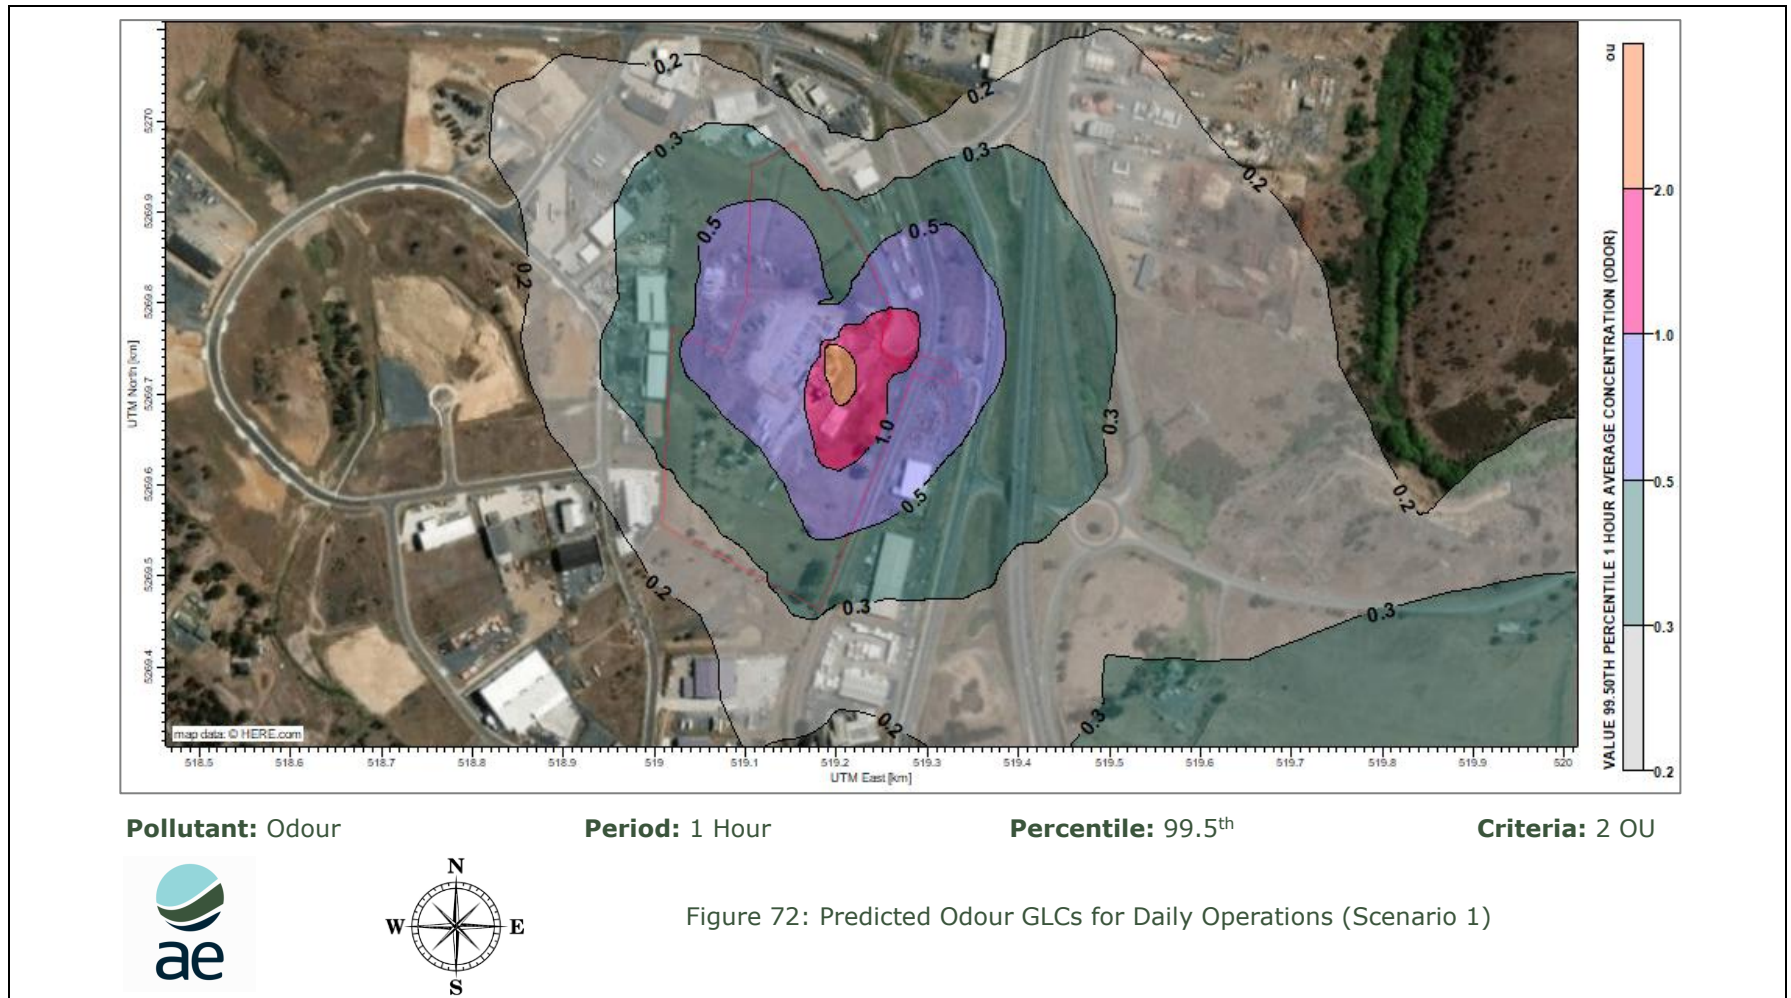 0.2
0.2
0.2
0.3
0.3
0.5
0.5
0.2
0.3
1.0
0.5
0.2
0.2
0.3
0.3
0.3
0.2
5270
5269.9
5269.8
5269.7
5269.6
5269.5
5269.4
UTM North [km]
map data: © HERE.com
518.5 518.6 518.7 518.8 518.9 519 519.1 519.2 519.3 519.4 519.5 519.6 519.7 519.8 519.9 520
UTM East [km]
ou
2.0
1.0
0.5
0.3
0.2
VALUE 99.50TH PERCENTILE 1 HOUR AVERAGE CONCENTRATION (ODOR)
Pollutant: Odour Period: 1 Hour Percentile: 99.5th Criteria: 2 OU
ae
N
W E
S
Figure 72: Predicted Odour GLCs for Daily Operations (Scenario 1)